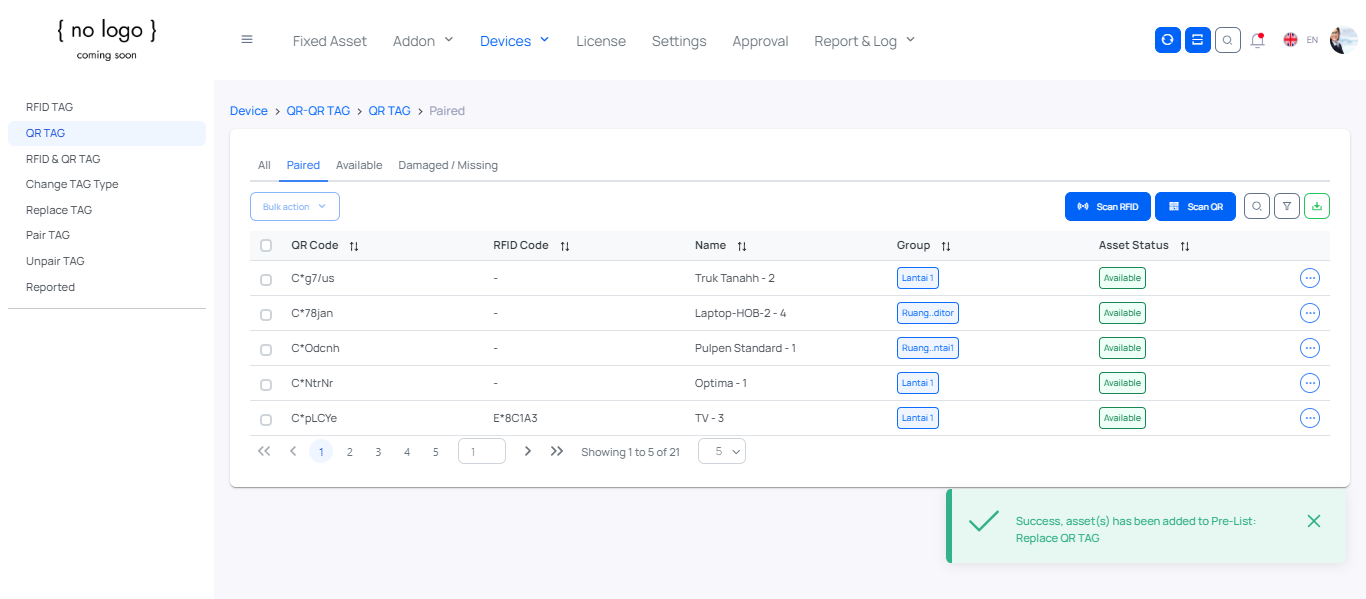 { no logo }
coming soon
Fixed Asset Addon Devices License Settings Approval Report & Log EN
RFID TAG
QR TAG
RFID & QR TAG
Change TAG Type
Replace TAG
Pair TAG
Unpair TAG
Reported
Device > QR-QR TAG > QR TAG > Paired
All Paired Available Damaged / Missing
Bulk action Scan RFID Scan QR
QR Code RFID Code Name Group Asset Status
C*g7/us - Truk Tanahh - 2 Lantai 1 Available
C*78jan - Laptop-HOB-2 - 4 Ruang..ditor Available
C*Odcnh - Pulpen Standard - 1 Ruang..ntai1 Available
C*NtrNr - Optima - 1 Lantai 1 Available
C*pLCYe E*8C1A3 TV - 3 Lantai 1 Available
1 2 3 4 5 1 Showing 1 to 5 of 21 5
Success, asset(s) has been added to Pre-List:
Replace QR TAG